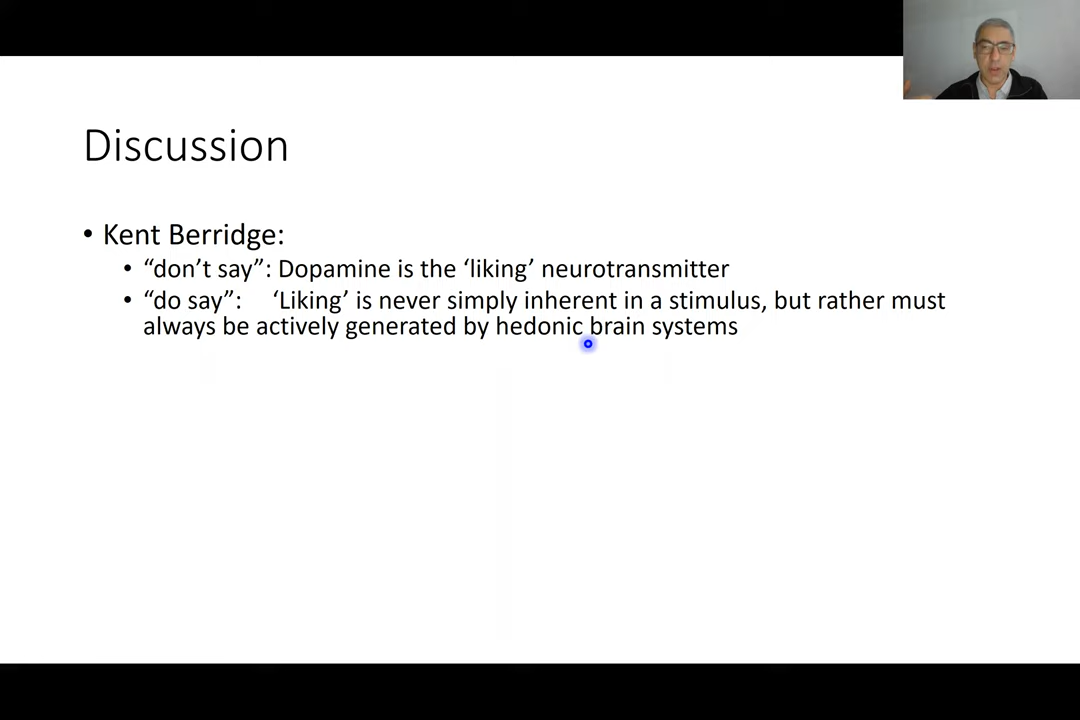 Discussion
• Kent Berridge:
• “don’t say”: Dopamine is the ‘liking’ neurotransmitter
• “do say”: ‘Liking’ is never simply inherent in a stimulus, but rather must
always be actively generated by hedonic brain systems